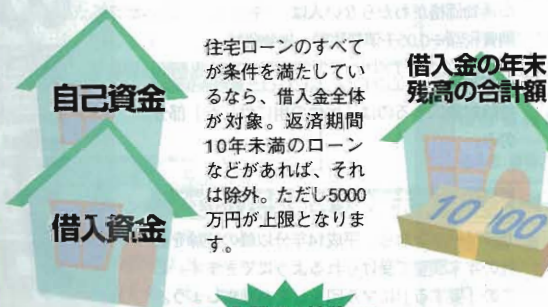 自己資金
借入資金
住宅ローンのすべて
が条件を満たしてい
るなら、借入金全体
が対象。返済期間
10年未満のローン
などがあれば、それ
は除外。ただし5000
万円が上限となりま
す。
借入金の年末
残高の合計額